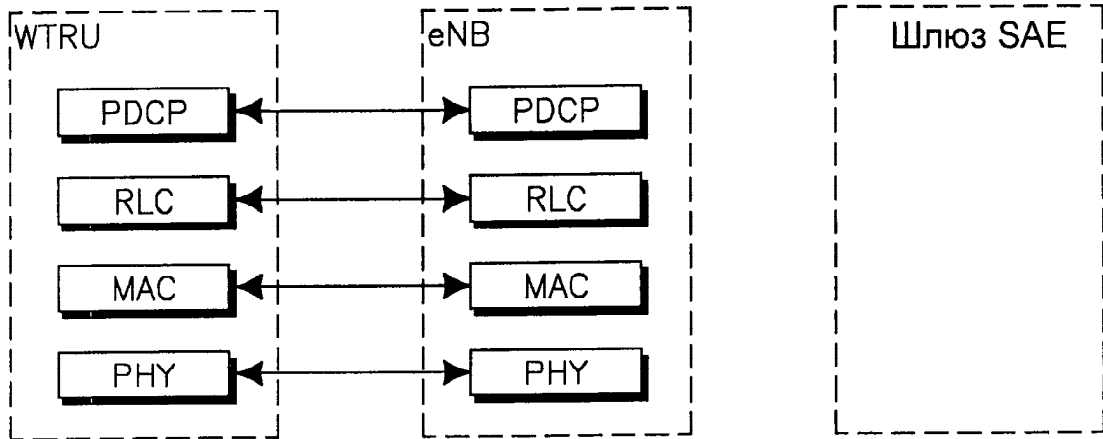 WTRU
eNB
Шлюз SAE
PDCP
PDCP
RLC
RLC
MAC
MAC
PHY
PHY